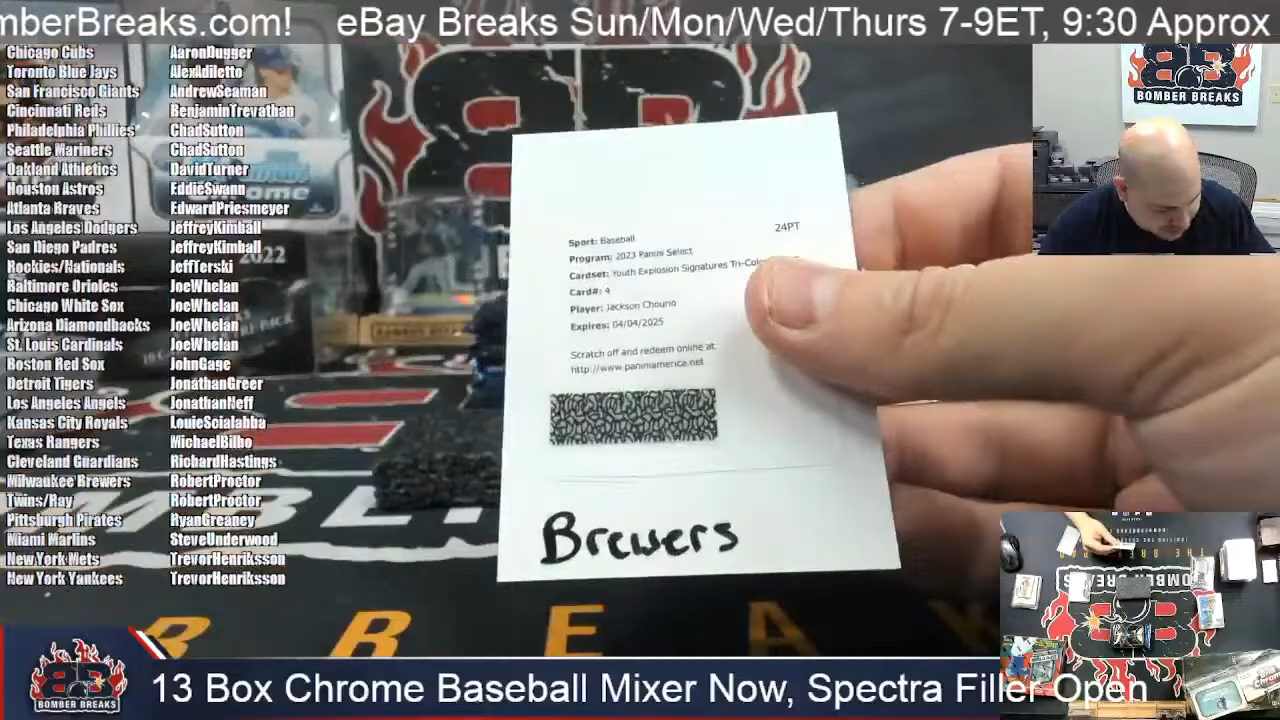 mberBreaks.com! eBay Breaks Sun/Mon/Wed/Thurs 7-9ET, 9:30 Approx
Chicago Cubs AaronDugger
Toronto Blue Jays AlexAdiletto
San Francisco Giants AndrewSeaman
Cincinnati Reds BenjaminTrevathan
Philadelphia Phillies ChadSutton
Seattle Mariners ChadSutton
Oakland Athletics DavidTurner
Houston Astros EddieSwann
Atlanta Braves EdwardPriesmeyer
Los Angeles Dodgers JeffreyKimball
San Diego Padres JeffreyKimball
Rockies/Nationals JeffTerski
Baltimore Orioles JoeWhelan
Chicago White Sox JoeWhelan
Arizona Diamondbacks JoeWhelan
St. Louis Cardinals JoeWhelan
Boston Red Sox JohnGage
Detroit Tigers JonathanGreer
Los Angeles Angels JonathanNeff
Kansas City Royals LouieScialabba
Texas Rangers MichaelBilbo
Cleveland Guardians RichardHastings
Milwaukee Brewers RobertProctor
Twins/Ray RobertProctor
Pittsburgh Pirates RyanGreaney
Miami Marlins SteveUnderwood
New York Mets TrevorHenriksson
New York Yankees TrevorHenriksson
24PT
Sport: Baseball
Program: 2023 Panini Select
Cardset: Youth Explosion Signatures Tri-Color
Card#: 4
Player: Jackson Chourio
Expires: 04/04/2025
Scratch off and redeem online at:
http://www.paniniamerica.net
Brewers
Chrome
2022
BOMBER BREAKS
BOMBER BREAKS
B R E A K
BOMBER BREAKS
13 Box Chrome Baseball Mixer Now, Spectra Filler Open